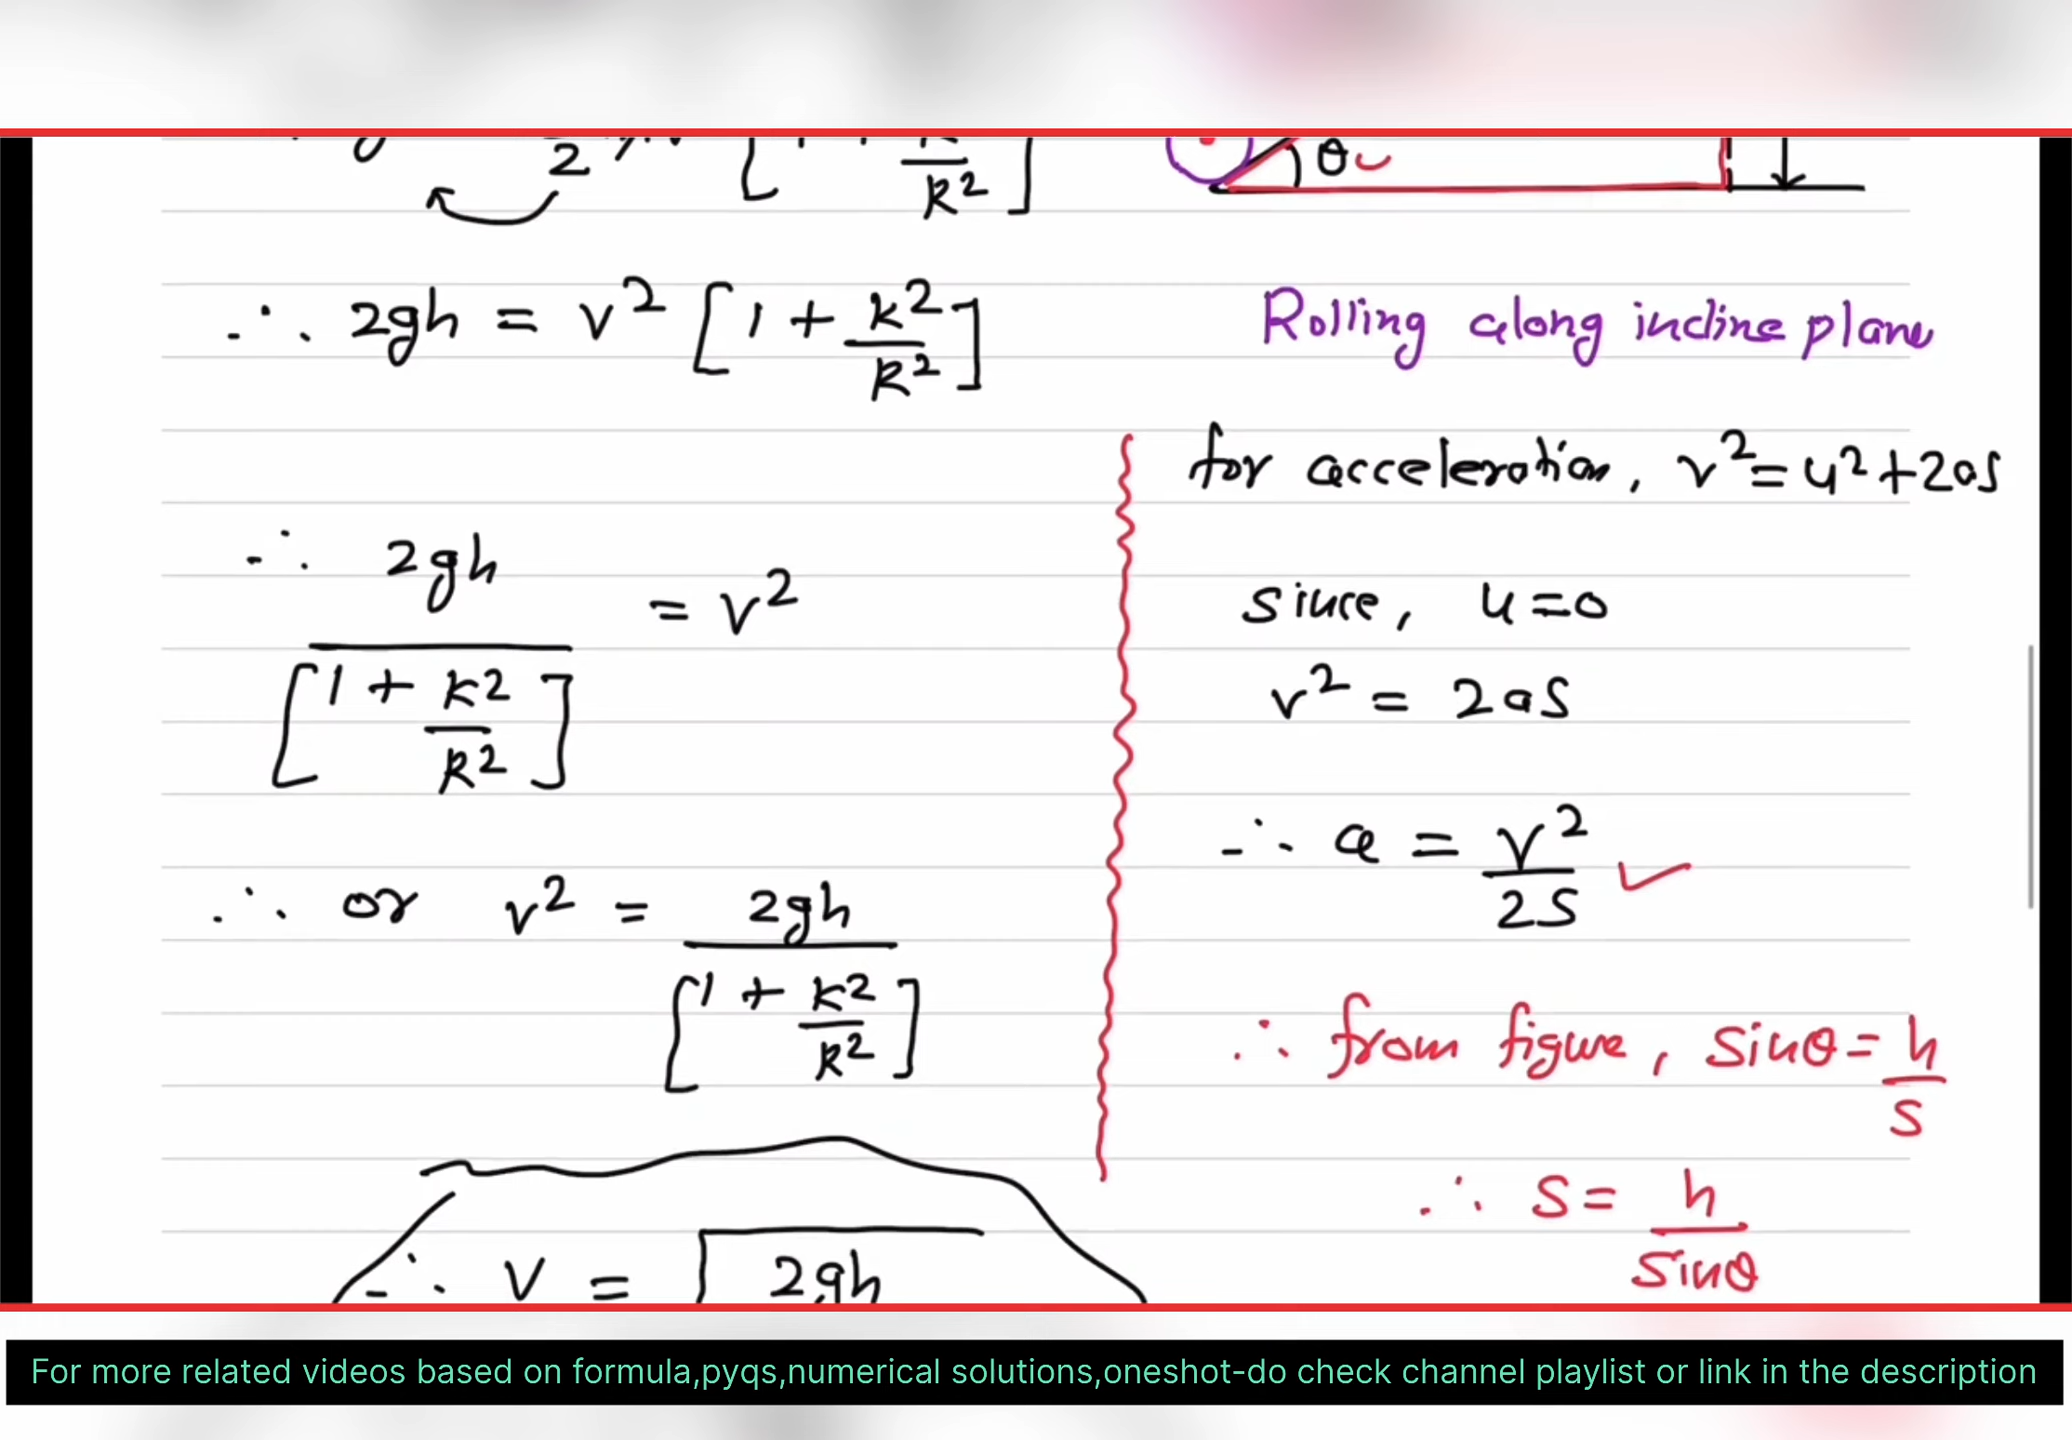 2 [ K² ] θ
∴ 2gh = v² [1 + K²/R²]
∴ 2gh/[1 + K²/R²] = v²
∴ or v² = 2gh/[1 + K²/R²]
∴ v = √2gh
Rolling along incline plane
for acceleration, v² = u² + 2as
since, u = 0
v² = 2as
∴ a = v²/2S ✓
∴ from figure, sinθ = h/s
∴ S = h/sinθ
For more related videos based on formula,pyqs,numerical solutions,oneshot-do check channel playlist or link in the description